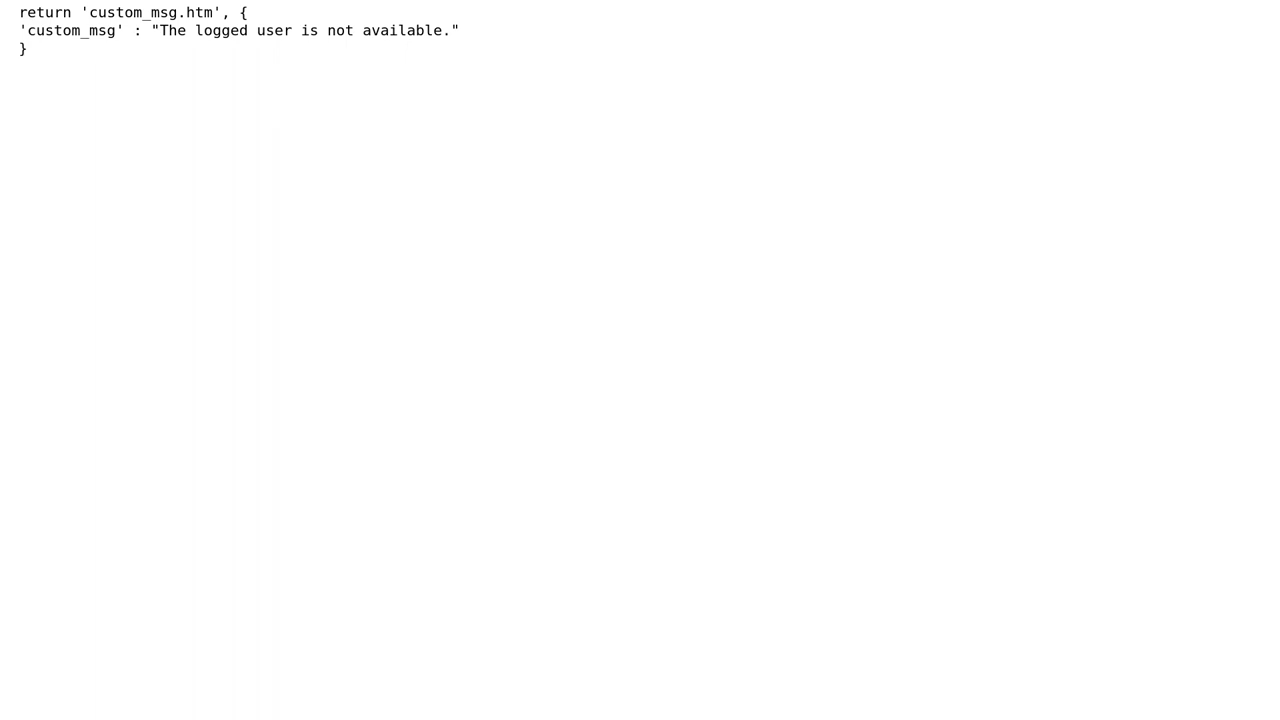 return 'custom_msg.htm', {
'custom_msg' : "The logged user is not available."
}